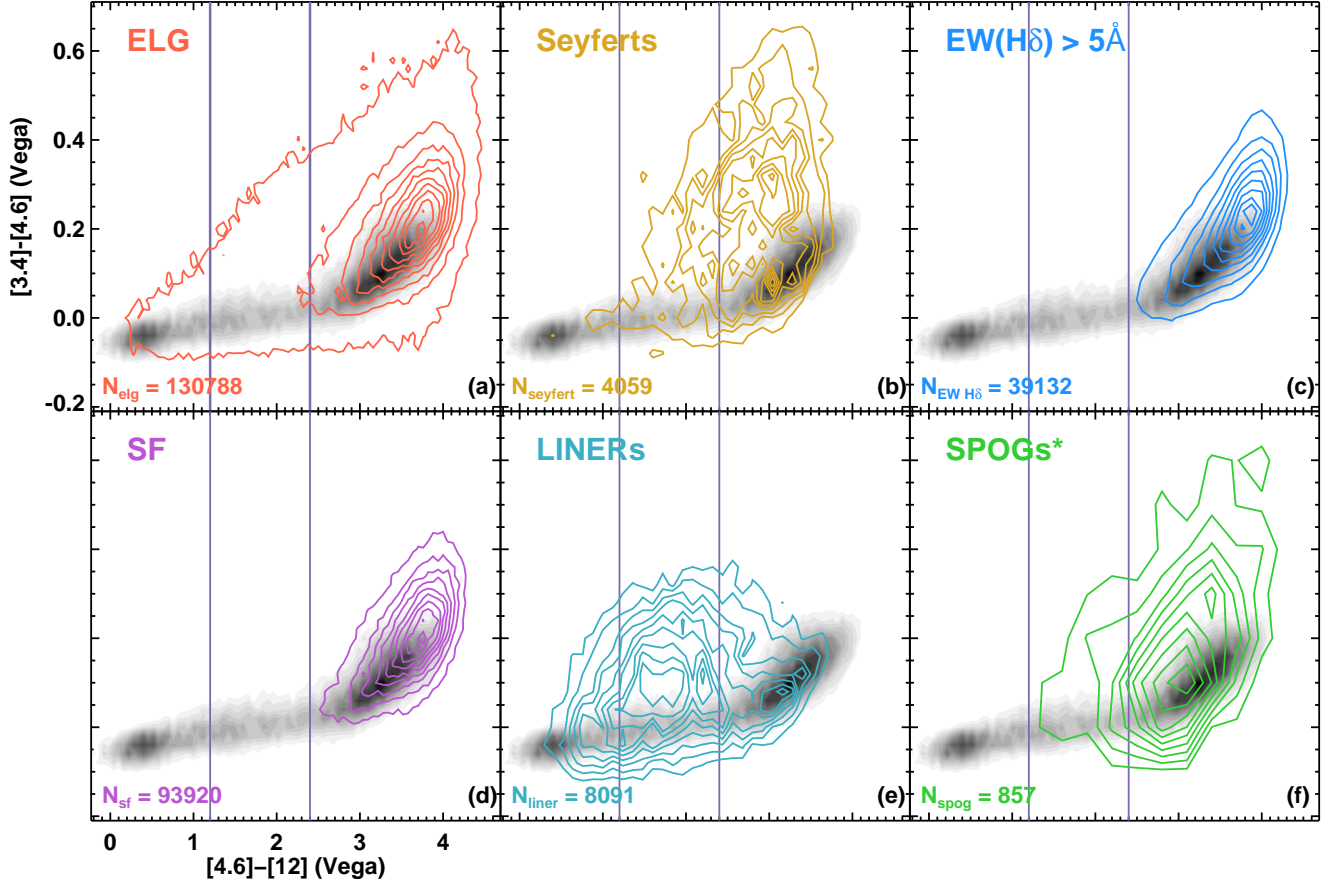 ELG
Seyferts
EW(Hδ) > 5Å
0.6
0.4
0.2
0.0
-0.2
[3.4]-[4.6] (Vega)
N_elg = 130788
(a)
N_seyfert = 4059
(b)
N_EW Hδ = 39132
(c)
SF
LINERs
SPOGs*
N_sf = 93920
(d)
N_liner = 8091
(e)
N_spog = 857
(f)
0 1 2 3 4
[4.6]–[12] (Vega)